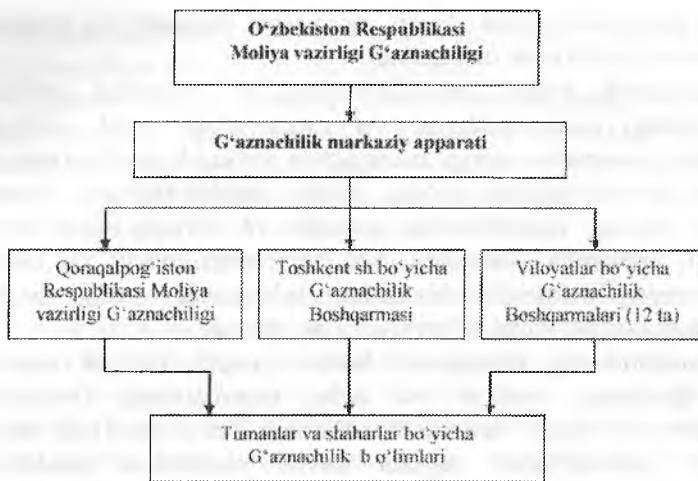 O‘zbekiston Respublikasi
Moliya vazirligi G‘aznachiligi
G‘aznachilik markaziy apparati
Qoraqalpog‘iston
Respublikasi Moliya
vazirligi G‘aznachiligi
Toshkent sh.bo‘yicha
G‘aznachilik
Boshqarmasi
Viloyatlar bo‘yicha
G‘aznachilik
Boshqarmalari (12 ta)
Tumanlar va shaharlar bo‘yicha
G‘aznachilik b o‘limlari